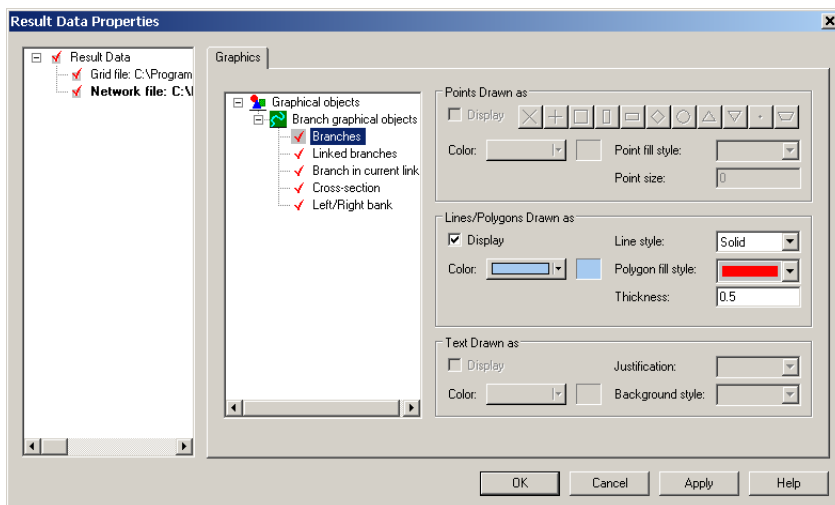 Result Data Properties
Result Data
Grid file: C:\Program
Network file: C:\
Graphics
Graphical objects
Branch graphical objects
Branches
Linked branches
Branch in current link
Cross-section
Left/Right bank
Points Drawn as
Display
Color:
Point fill style:
Point size:
0
Lines/Polygons Drawn as
Display
Line style:
Solid
Color:
Polygon fill style:
Thickness:
0.5
Text Drawn as
Display
Justification:
Color:
Background style:
OK
Cancel
Apply
Help